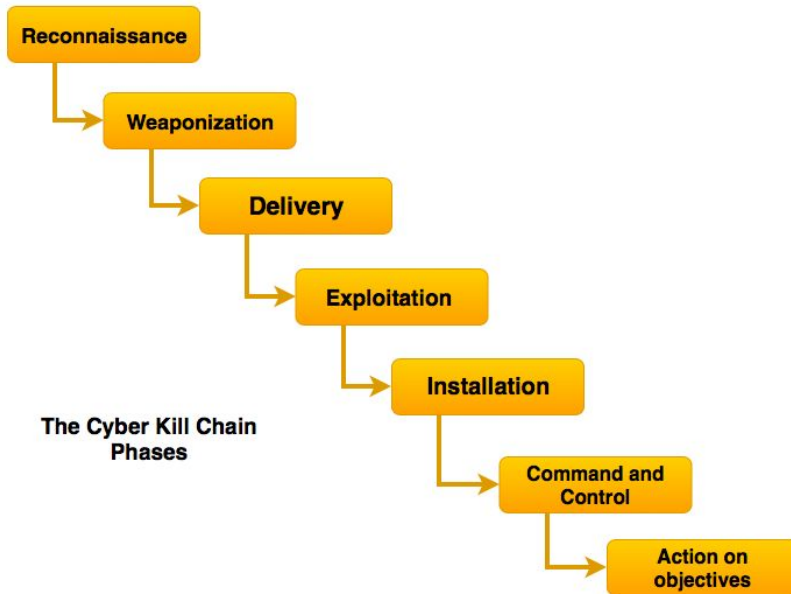 Reconnaissance
Weaponization
Delivery
Exploitation
Installation
The Cyber Kill Chain
Phases
Command and
Control
Action on
objectives